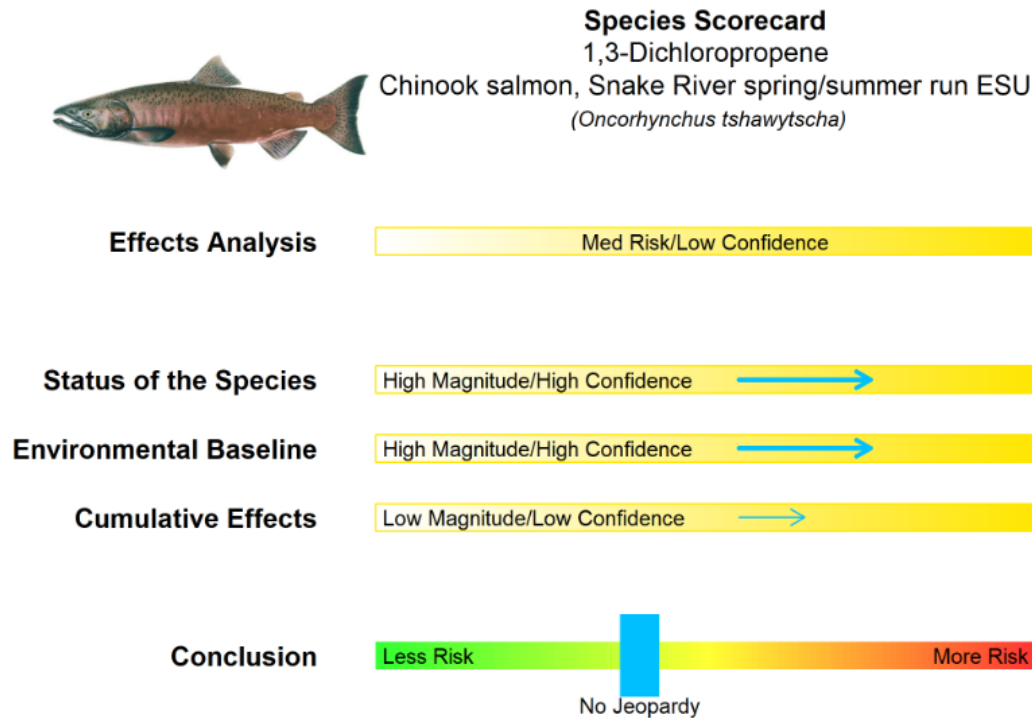 Species Scorecard
1,3-Dichloropropene
Chinook salmon, Snake River spring/summer run ESU
(Oncorhynchus tshawytscha)
Effects Analysis
Med Risk/Low Confidence
Status of the Species
High Magnitude/High Confidence
Environmental Baseline
High Magnitude/High Confidence
Cumulative Effects
Low Magnitude/Low Confidence
Conclusion
Less Risk
More Risk
No Jeopardy